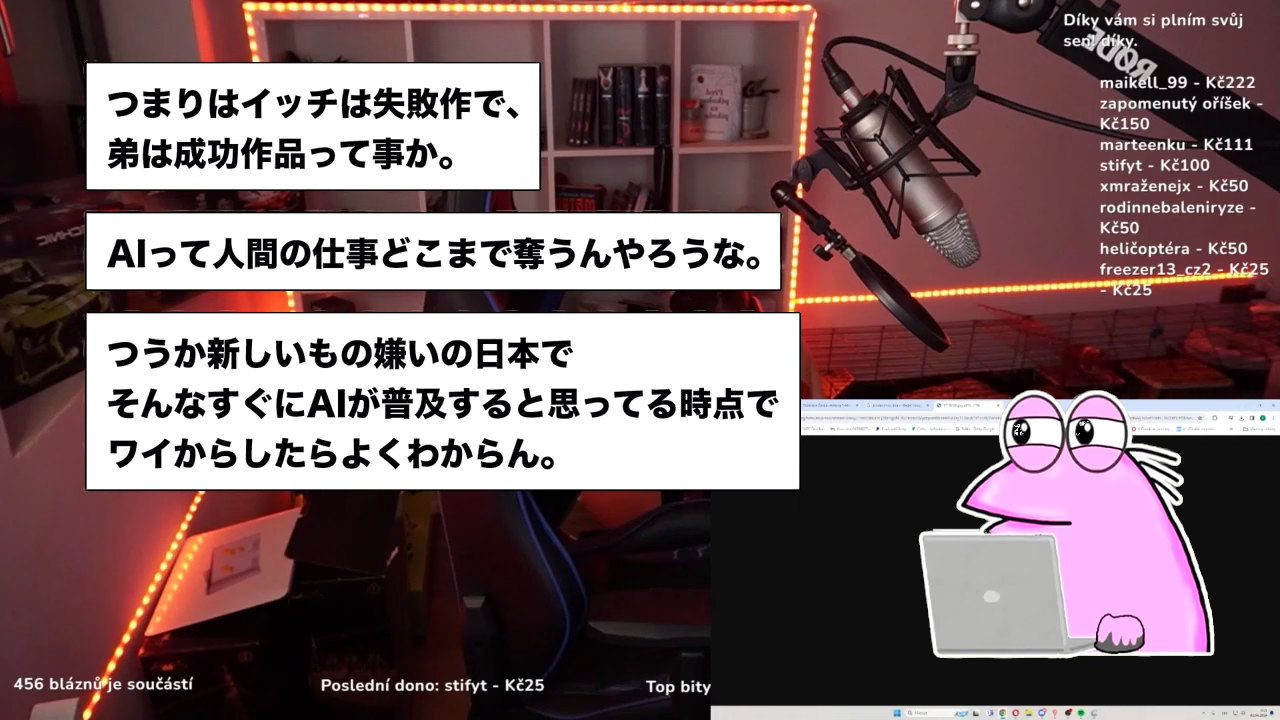 つまりはイッチは失敗作で、
弟は成功作品って事か。
AIって人間の仕事どこまで奪うんやろうな。
つうか新しいもの嫌いの日本で
そんなすぐにAIが普及すると思ってる時点で
ワイからしたらよくわからん。
Díky vám si plním svůj
sen! díky.
RODE
maikell_99 - Kč222
zapomenutý oříšek -
Kč150
marteenku - Kč111
stifyt - Kč100
xmraženejx - Kč50
rodinnebaleniryze -
Kč50
heličoptéra - Kč50
freezer13_cz2 - Kč25
- Kč25
456 bláznů je součástí
Poslední dono: stifyt - Kč25
Top bity